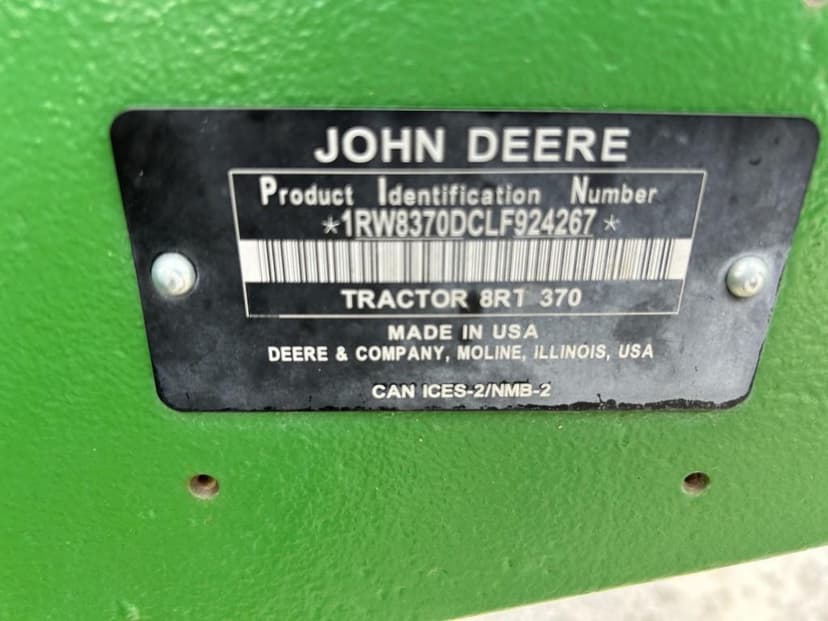 JOHN DEERE
Product Identification Number
*1RW8370DCLF924267*
TRACTOR 8RT 370
MADE IN USA
DEERE & COMPANY, MOLINE, ILLINOIS, USA
CAN ICES-2/NMB-2